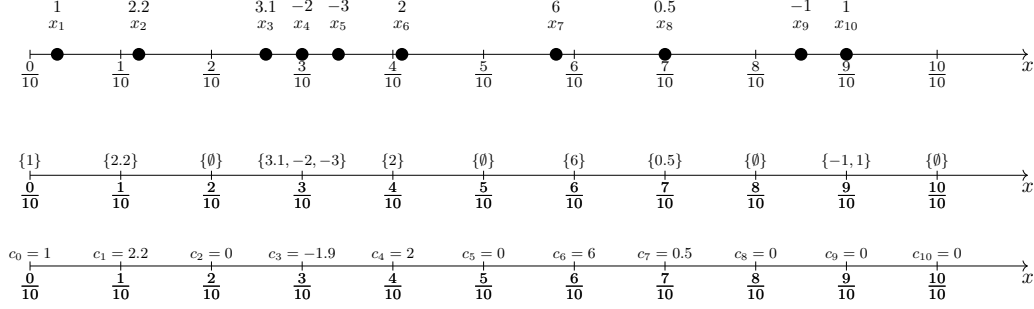 1 2.2 3.1 −2 −3 2 6 0.5 −1 1
x₁ x₂ x₃ x₄ x₅ x₆ x₇ x₈ x₉ x₁₀
0/10 1/10 2/10 3/10 4/10 5/10 6/10 7/10 8/10 9/10 10/10 x
{1} {2.2} {∅} {3.1, −2, −3} {2} {∅} {6} {0.5} {∅} {−1, 1} {∅}
0/10 1/10 2/10 3/10 4/10 5/10 6/10 7/10 8/10 9/10 10/10 x
c₀ = 1 c₁ = 2.2 c₂ = 0 c₃ = −1.9 c₄ = 2 c₅ = 0 c₆ = 6 c₇ = 0.5 c₈ = 0 c₉ = 0 c₁₀ = 0
0/10 1/10 2/10 3/10 4/10 5/10 6/10 7/10 8/10 9/10 10/10 x